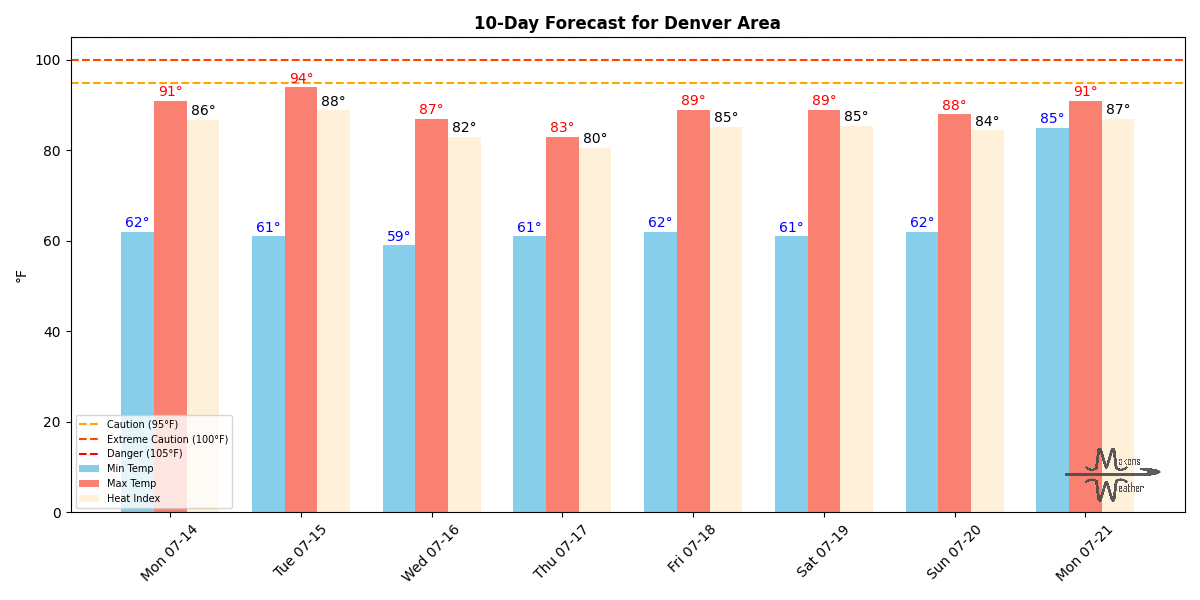 10-Day Forecast for Denver Area
°F
100
80
60
40
20
0
62° 91° 86°
61° 94° 88°
59° 87° 82°
61° 83° 80°
62° 89° 85°
61° 89° 85°
62° 88° 84°
85° 91° 87°
Caution (95°F)
Extreme Caution (100°F)
Danger (105°F)
Min Temp
Max Temp
Heat Index
Mon 07-14
Tue 07-15
Wed 07-16
Thu 07-17
Fri 07-18
Sat 07-19
Sun 07-20
Mon 07-21